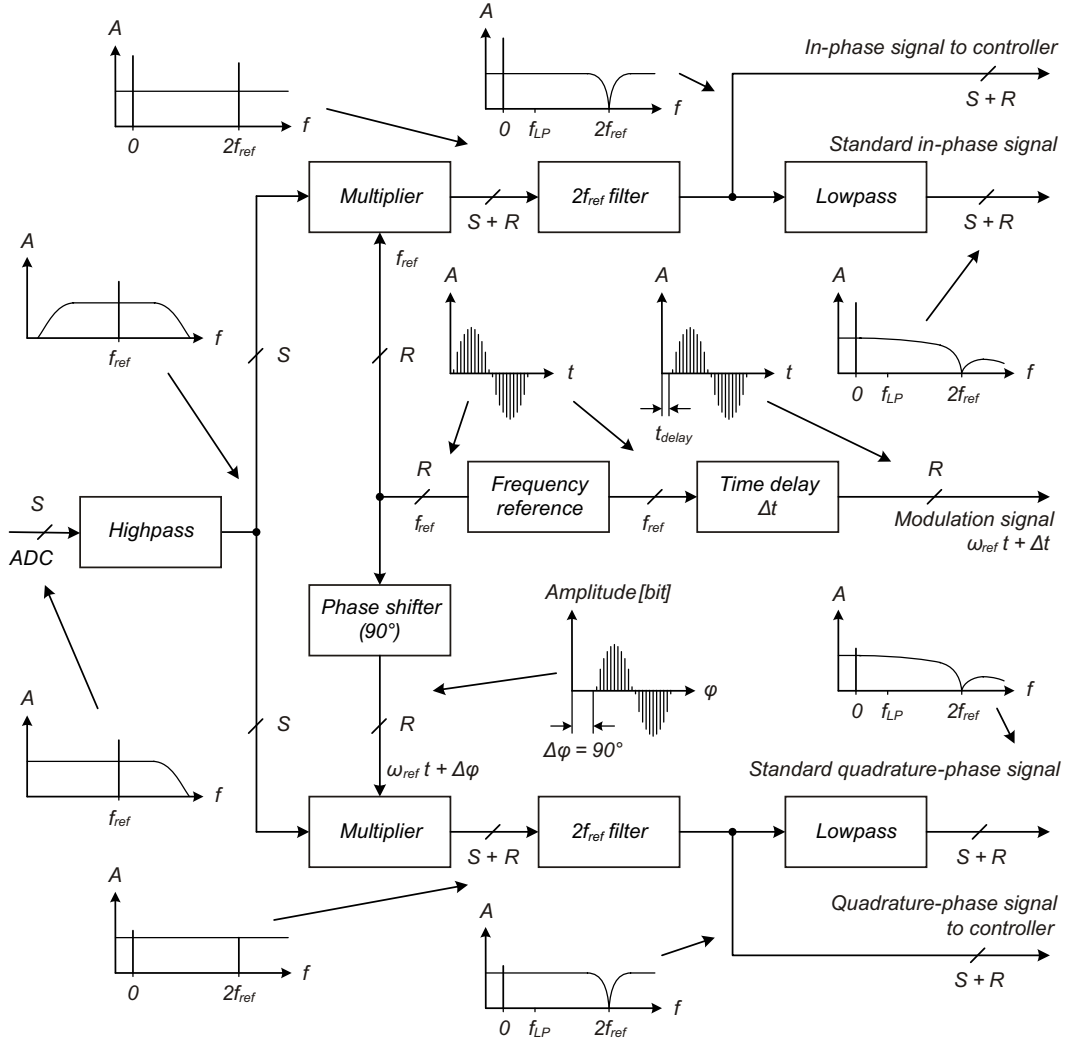 A
f
0
2f_ref
A
f
0
f_LP
2f_ref
In-phase signal to controller
S + R
Standard in-phase signal
Multiplier
S + R
2f_ref filter
Lowpass
S + R
f_ref
A
f
f_ref
S
R
A
t
A
t
t_delay
A
f
0
f_LP
2f_ref
S
ADC
Highpass
R
f_ref
Frequency
reference
f_ref
Time delay
Δt
R
Modulation signal
ω_ref t + Δt
Phase shifter
(90°)
Amplitude [bit]
φ
Δφ = 90°
A
f
0
f_LP
2f_ref
A
f
f_ref
S
R
ω_ref t + Δφ
Standard quadrature-phase signal
Multiplier
S + R
2f_ref filter
Lowpass
S + R
A
f
0
2f_ref
A
f
0
f_LP
2f_ref
Quadrature-phase signal
to controller
S + R